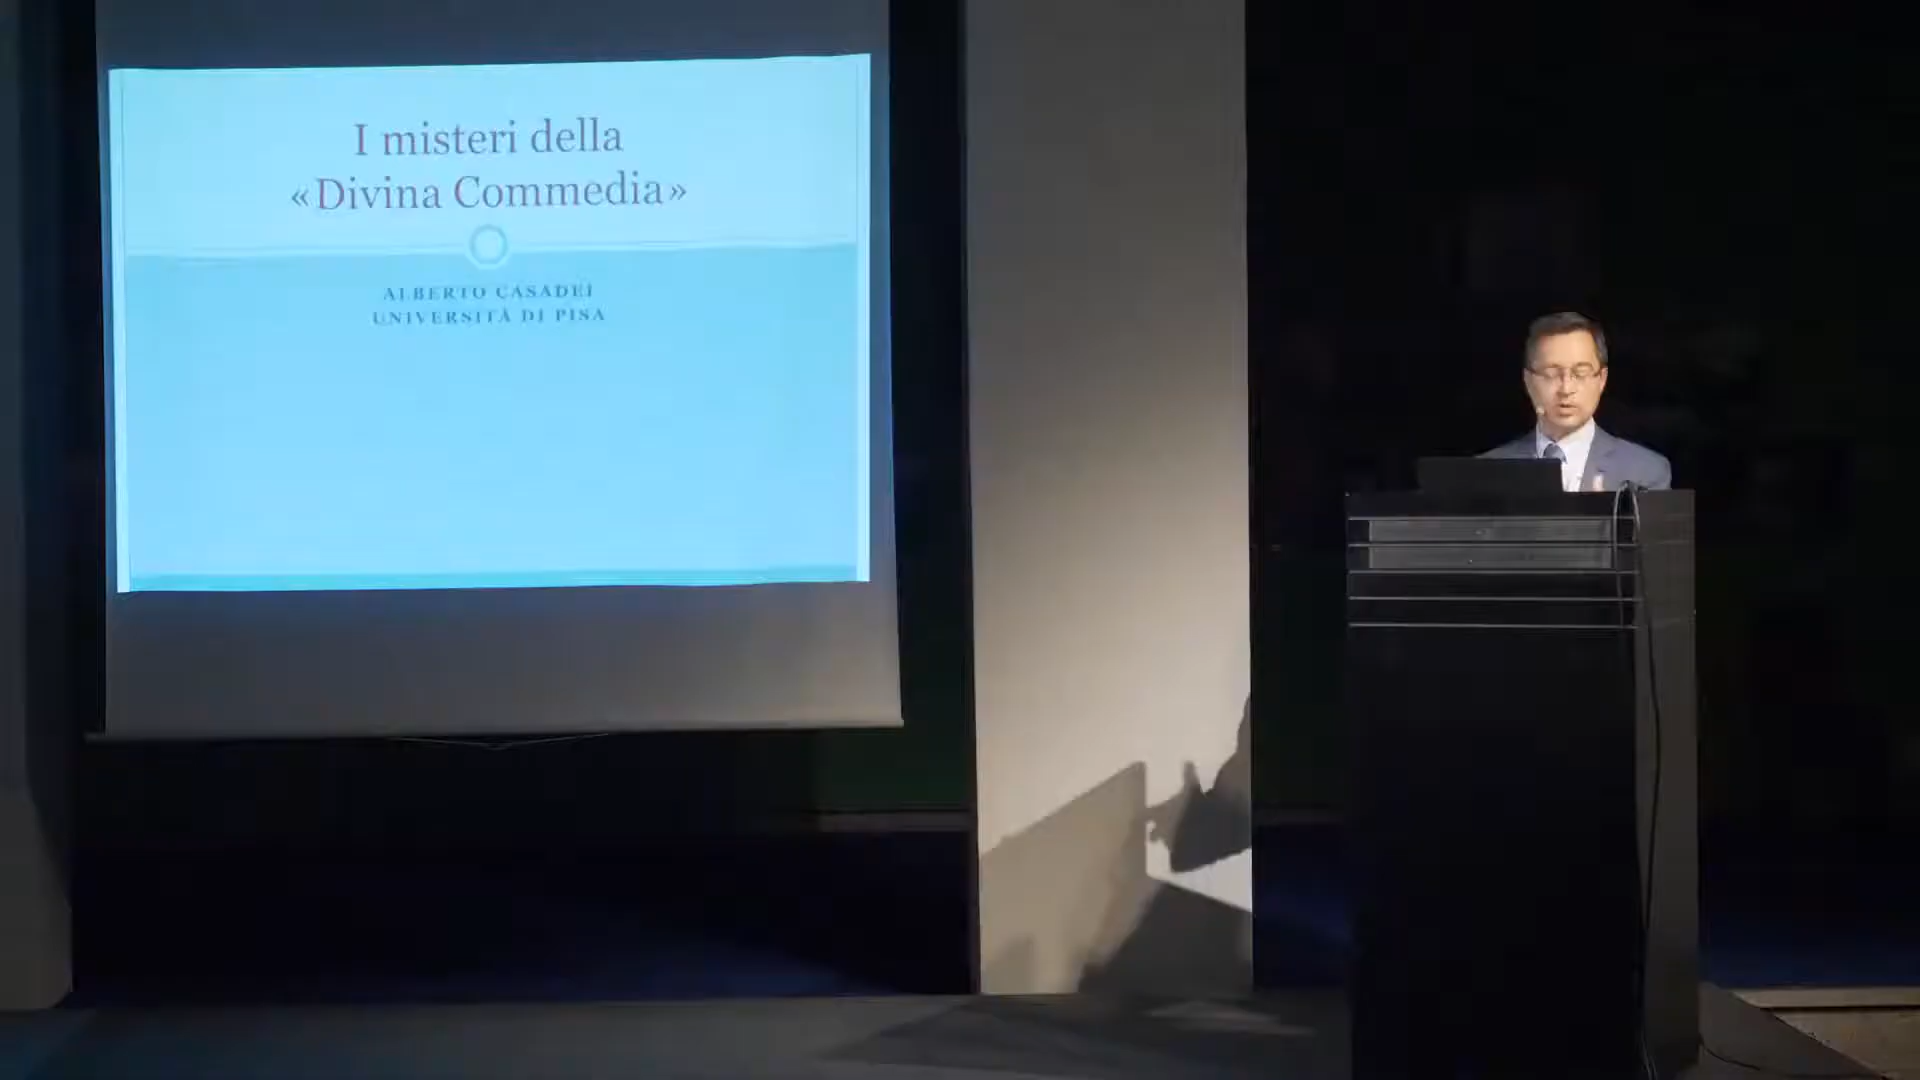 I misteri della
«Divina Commedia»
ALBERTO CASADEI
UNIVERSITÀ DI PISA